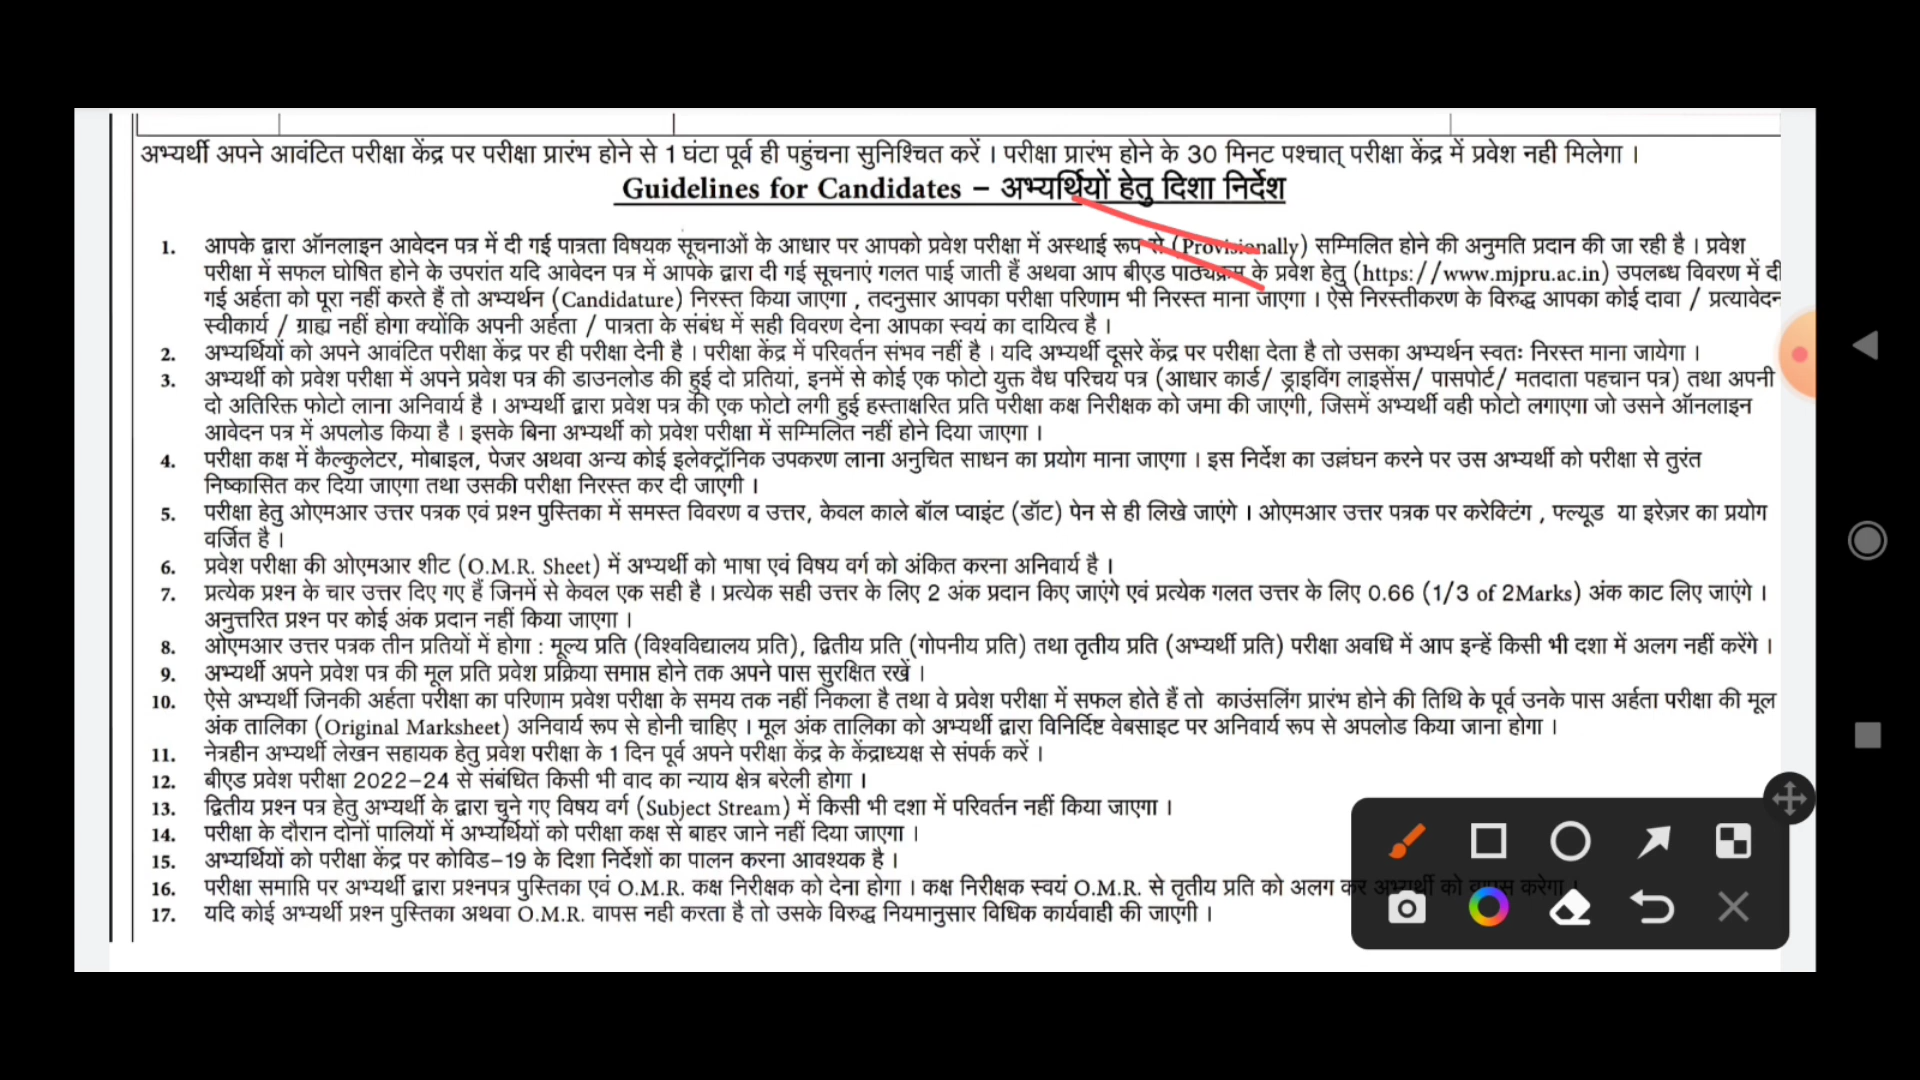 अभ्यर्थी अपने आवंटित परीक्षा केंद्र पर परीक्षा प्रारंभ होने से 1 घंटा पूर्व ही पहुंचना सुनिश्चित करें । परीक्षा प्रारंभ होने के 30 मिनट पश्चात् परीक्षा केंद्र में प्रवेश नही मिलेगा ।
Guidelines for Candidates – अभ्यर्थियों हेतु दिशा निर्देश
1. आपके द्वारा ऑनलाइन आवेदन पत्र में दी गई पात्रता विषयक सूचनाओं के आधार पर आपको प्रवेश परीक्षा में अस्थाई रूप से (Provisionally) सम्मिलित होने की अनुमति प्रदान की जा रही है । प्रवेश
परीक्षा में सफल घोषित होने के उपरांत यदि आवेदन पत्र में आपके द्वारा दी गई सूचनाएं गलत पाई जाती हैं अथवा आप बीएड पाठ्यक्रम के प्रवेश हेतु (https://www.mjpru.ac.in) उपलब्ध विवरण में दी
गई अर्हता को पूरा नहीं करते हैं तो अभ्यर्थन (Candidature) निरस्त किया जाएगा , तदनुसार आपका परीक्षा परिणाम भी निरस्त माना जाएगा । ऐसे निरस्तीकरण के विरुद्ध आपका कोई दावा / प्रत्यावेदन
स्वीकार्य / ग्राह्य नहीं होगा क्योंकि अपनी अर्हता / पात्रता के संबंध में सही विवरण देना आपका स्वयं का दायित्व है ।
2. अभ्यर्थियों को अपने आवंटित परीक्षा केंद्र पर ही परीक्षा देनी है । परीक्षा केंद्र में परिवर्तन संभव नहीं है । यदि अभ्यर्थी दूसरे केंद्र पर परीक्षा देता है तो उसका अभ्यर्थन स्वतः निरस्त माना जायेगा ।
3. अभ्यर्थी को प्रवेश परीक्षा में अपने प्रवेश पत्र की डाउनलोड की हुई दो प्रतियां, इनमें से कोई एक फोटो युक्त वैध परिचय पत्र (आधार कार्ड/ ड्राइविंग लाइसेंस/ पासपोर्ट/ मतदाता पहचान पत्र) तथा अपनी
दो अतिरिक्त फोटो लाना अनिवार्य है । अभ्यर्थी द्वारा प्रवेश पत्र की एक फोटो लगी हुई हस्ताक्षरित प्रति परीक्षा कक्ष निरीक्षक को जमा की जाएगी, जिसमें अभ्यर्थी वही फोटो लगाएगा जो उसने ऑनलाइन
आवेदन पत्र में अपलोड किया है । इसके बिना अभ्यर्थी को प्रवेश परीक्षा में सम्मिलित नहीं होने दिया जाएगा ।
4. परीक्षा कक्ष में कैल्कुलेटर, मोबाइल, पेजर अथवा अन्य कोई इलेक्ट्रॉनिक उपकरण लाना अनुचित साधन का प्रयोग माना जाएगा । इस निर्देश का उल्लंघन करने पर उस अभ्यर्थी को परीक्षा से तुरंत
निष्कासित कर दिया जाएगा तथा उसकी परीक्षा निरस्त कर दी जाएगी ।
5. परीक्षा हेतु ओएमआर उत्तर पत्रक एवं प्रश्न पुस्तिका में समस्त विवरण व उत्तर, केवल काले बॉल प्वाइंट (डॉट) पेन से ही लिखे जाएंगे । ओएमआर उत्तर पत्रक पर करेक्टिंग , फ्ल्यूड या इरेज़र का प्रयोग
वर्जित है ।
6. प्रवेश परीक्षा की ओएमआर शीट (O.M.R. Sheet) में अभ्यर्थी को भाषा एवं विषय वर्ग को अंकित करना अनिवार्य है ।
7. प्रत्येक प्रश्न के चार उत्तर दिए गए हैं जिनमें से केवल एक सही है । प्रत्येक सही उत्तर के लिए 2 अंक प्रदान किए जाएंगे एवं प्रत्येक गलत उत्तर के लिए 0.66 (1/3 of 2Marks) अंक काट लिए जाएंगे ।
अनुत्तरित प्रश्न पर कोई अंक प्रदान नहीं किया जाएगा ।
8. ओएमआर उत्तर पत्रक तीन प्रतियों में होगा : मूल्य प्रति (विश्वविद्यालय प्रति), द्वितीय प्रति (गोपनीय प्रति) तथा तृतीय प्रति (अभ्यर्थी प्रति) परीक्षा अवधि में आप इन्हें किसी भी दशा में अलग नहीं करेंगे ।
9. अभ्यर्थी अपने प्रवेश पत्र की मूल प्रति प्रवेश प्रक्रिया समाप्त होने तक अपने पास सुरक्षित रखें ।
10. ऐसे अभ्यर्थी जिनकी अर्हता परीक्षा का परिणाम प्रवेश परीक्षा के समय तक नहीं निकला है तथा वे प्रवेश परीक्षा में सफल होते हैं तो काउंसलिंग प्रारंभ होने की तिथि के पूर्व उनके पास अर्हता परीक्षा की मूल
अंक तालिका (Original Marksheet) अनिवार्य रूप से होनी चाहिए । मूल अंक तालिका को अभ्यर्थी द्वारा विनिर्दिष्ट वेबसाइट पर अनिवार्य रूप से अपलोड किया जाना होगा ।
11. नेत्रहीन अभ्यर्थी लेखन सहायक हेतु प्रवेश परीक्षा के 1 दिन पूर्व अपने परीक्षा केंद्र के केंद्राध्यक्ष से संपर्क करें ।
12. बीएड प्रवेश परीक्षा 2022-24 से संबंधित किसी भी वाद का न्याय क्षेत्र बरेली होगा ।
13. द्वितीय प्रश्न पत्र हेतु अभ्यर्थी के द्वारा चुने गए विषय वर्ग (Subject Stream) में किसी भी दशा में परिवर्तन नहीं किया जाएगा ।
14. परीक्षा के दौरान दोनों पालियों में अभ्यर्थियों को परीक्षा कक्ष से बाहर जाने नहीं दिया जाएगा ।
15. अभ्यर्थियों को परीक्षा केंद्र पर कोविड-19 के दिशा निर्देशों का पालन करना आवश्यक है ।
16. परीक्षा समाप्ति पर अभ्यर्थी द्वारा प्रश्नपत्र पुस्तिका एवं O.M.R. कक्ष निरीक्षक को देना होगा । कक्ष निरीक्षक स्वयं O.M.R. से तृतीय प्रति को अलग कर अभ्यर्थी को वापस करेगा ।
17. यदि कोई अभ्यर्थी प्रश्न पुस्तिका अथवा O.M.R. वापस नही करता है तो उसके विरुद्ध नियमानुसार विधिक कार्यवाही की जाएगी ।